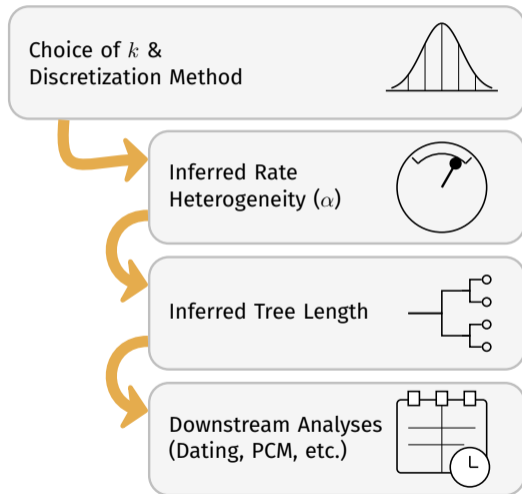 Choice of k &
Discretization Method
Inferred Rate
Heterogeneity (α)
Inferred Tree Length
Downstream Analyses
(Dating, PCM, etc.)